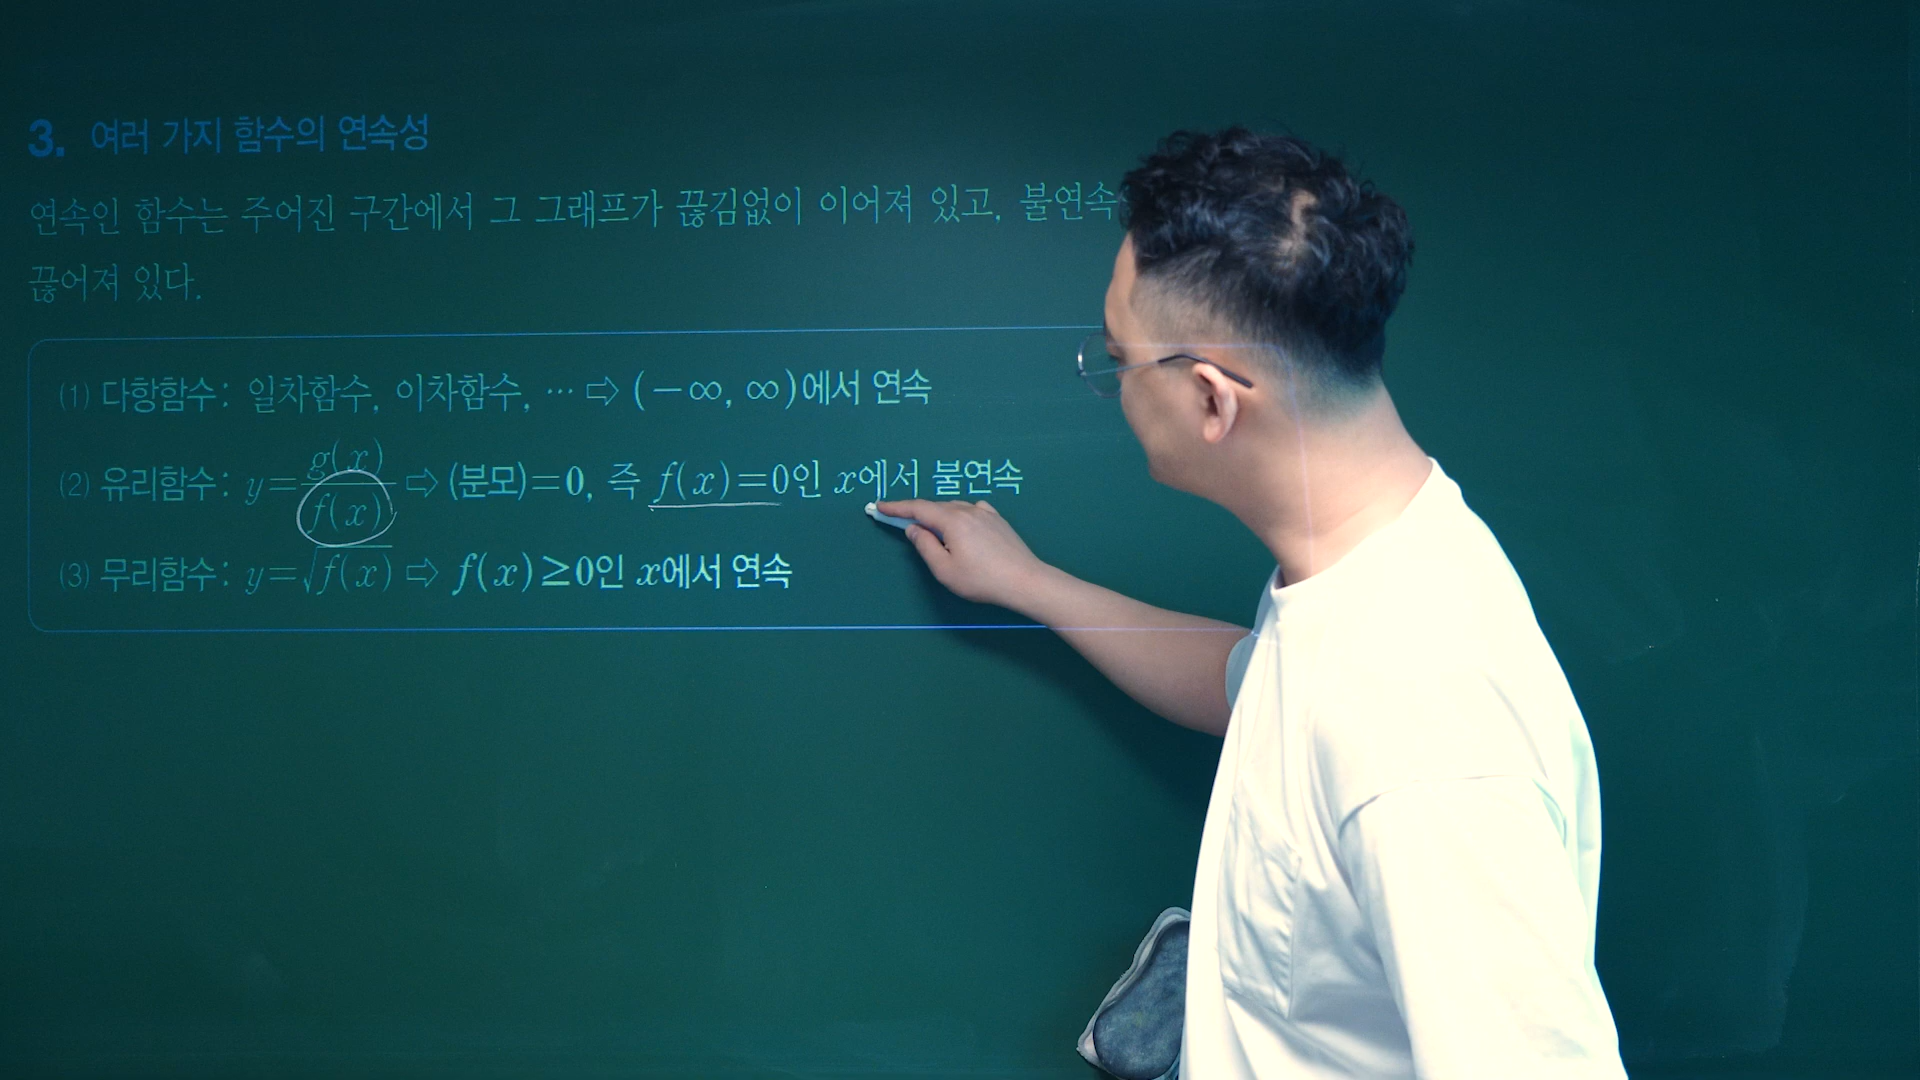 3. 여러 가지 함수의 연속성
연속인 함수는 주어진 구간에서 그 그래프가 끊김없이 이어져 있고, 불연속
끊어져 있다.
(1) 다항함수: 일차함수, 이차함수, … ⇨ (−∞, ∞)에서 연속
(2) 유리함수: y=g(x)/f(x) ⇨ (분모)=0, 즉 f(x)=0인 x에서 불연속
(3) 무리함수: y=√f(x) ⇨ f(x)≥0인 x에서 연속